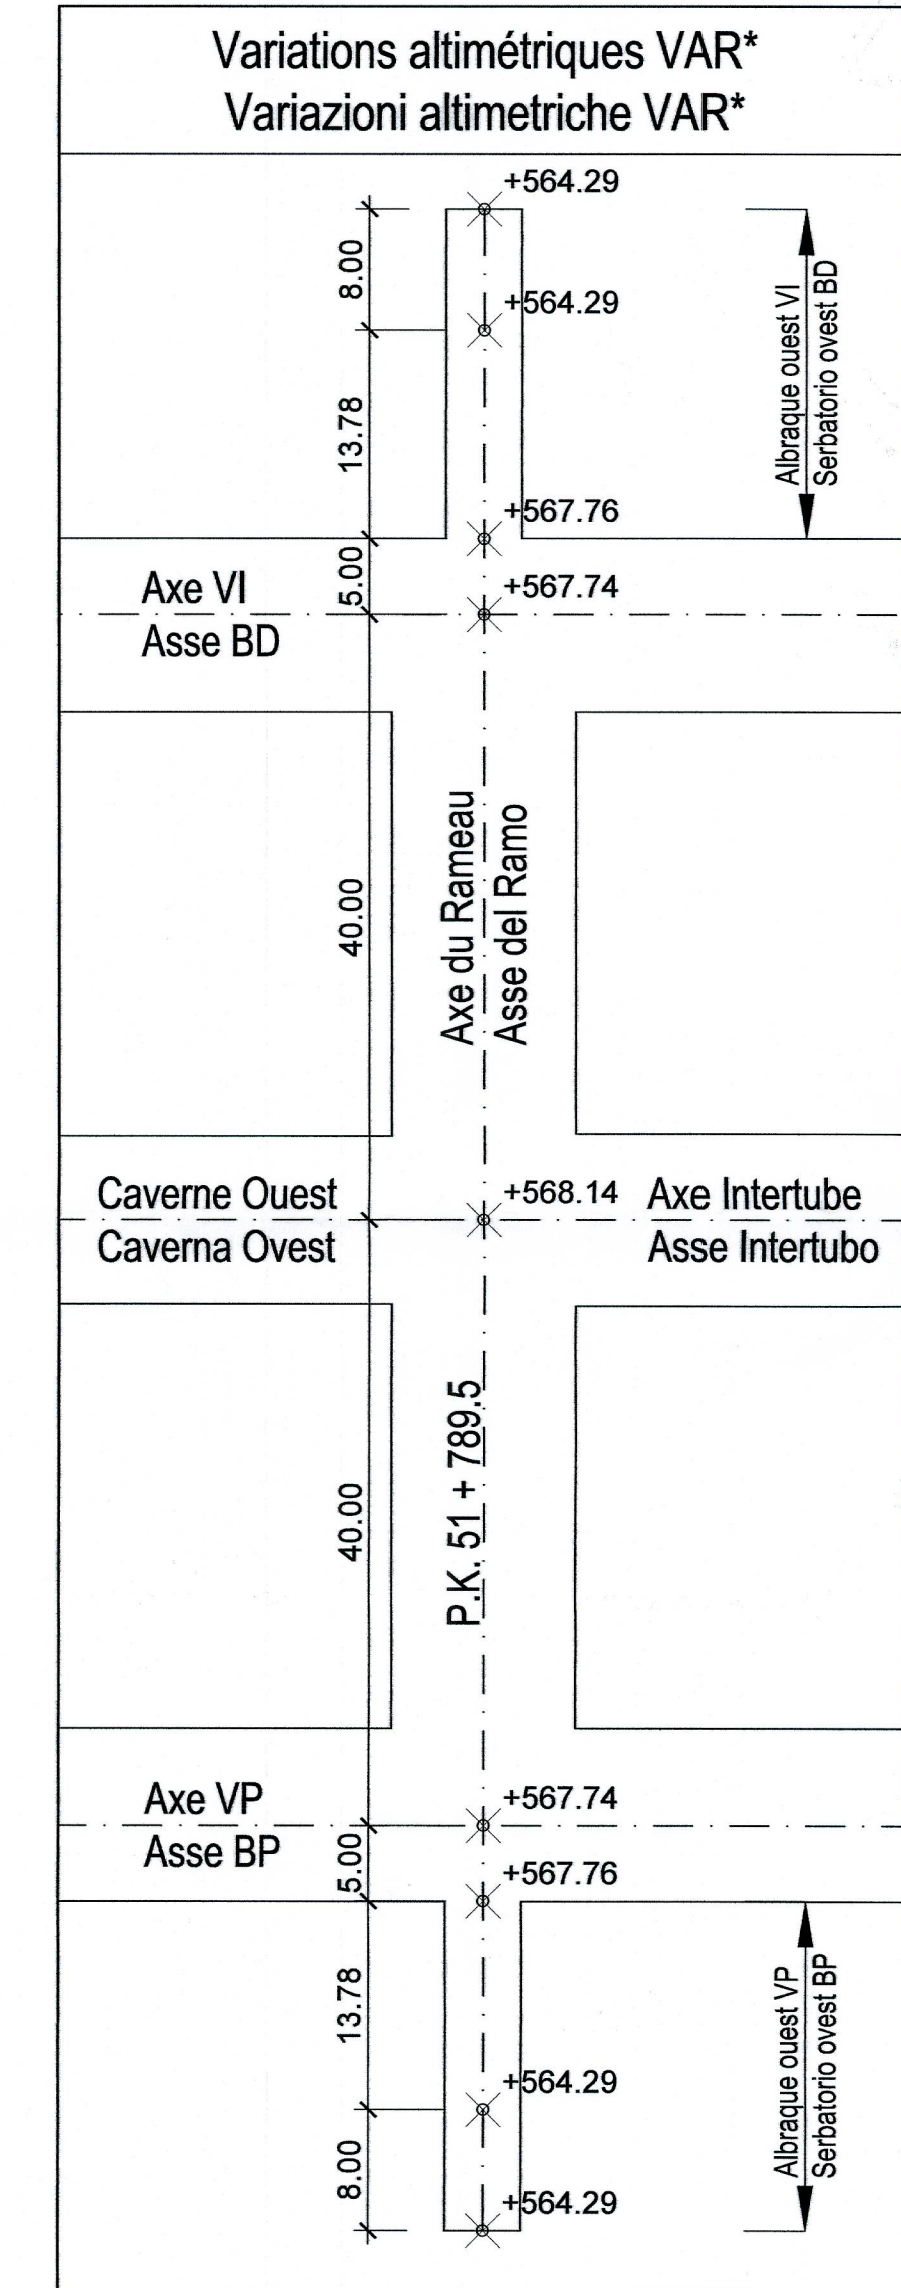 Variations altimétriques VAR*
Variazioni altimetriche VAR*
+564.29
8.00
+564.29
Albraque ouest VI
Serbatorio ovest BD
13.78
+567.76
5.00
Axe VI
+567.74
Asse BD
40.00
Axe du Rameau
Asse del Ramo
Caverne Ouest
+568.14
Axe Intertube
Caverna Ovest
Asse Intertubo
40.00
P.K. 51 + 789.5
Axe VP
+567.74
Asse BP
5.00
+567.76
13.78
Albraque ouest VP
Serbatorio ovest BP
+564.29
8.00
+564.29